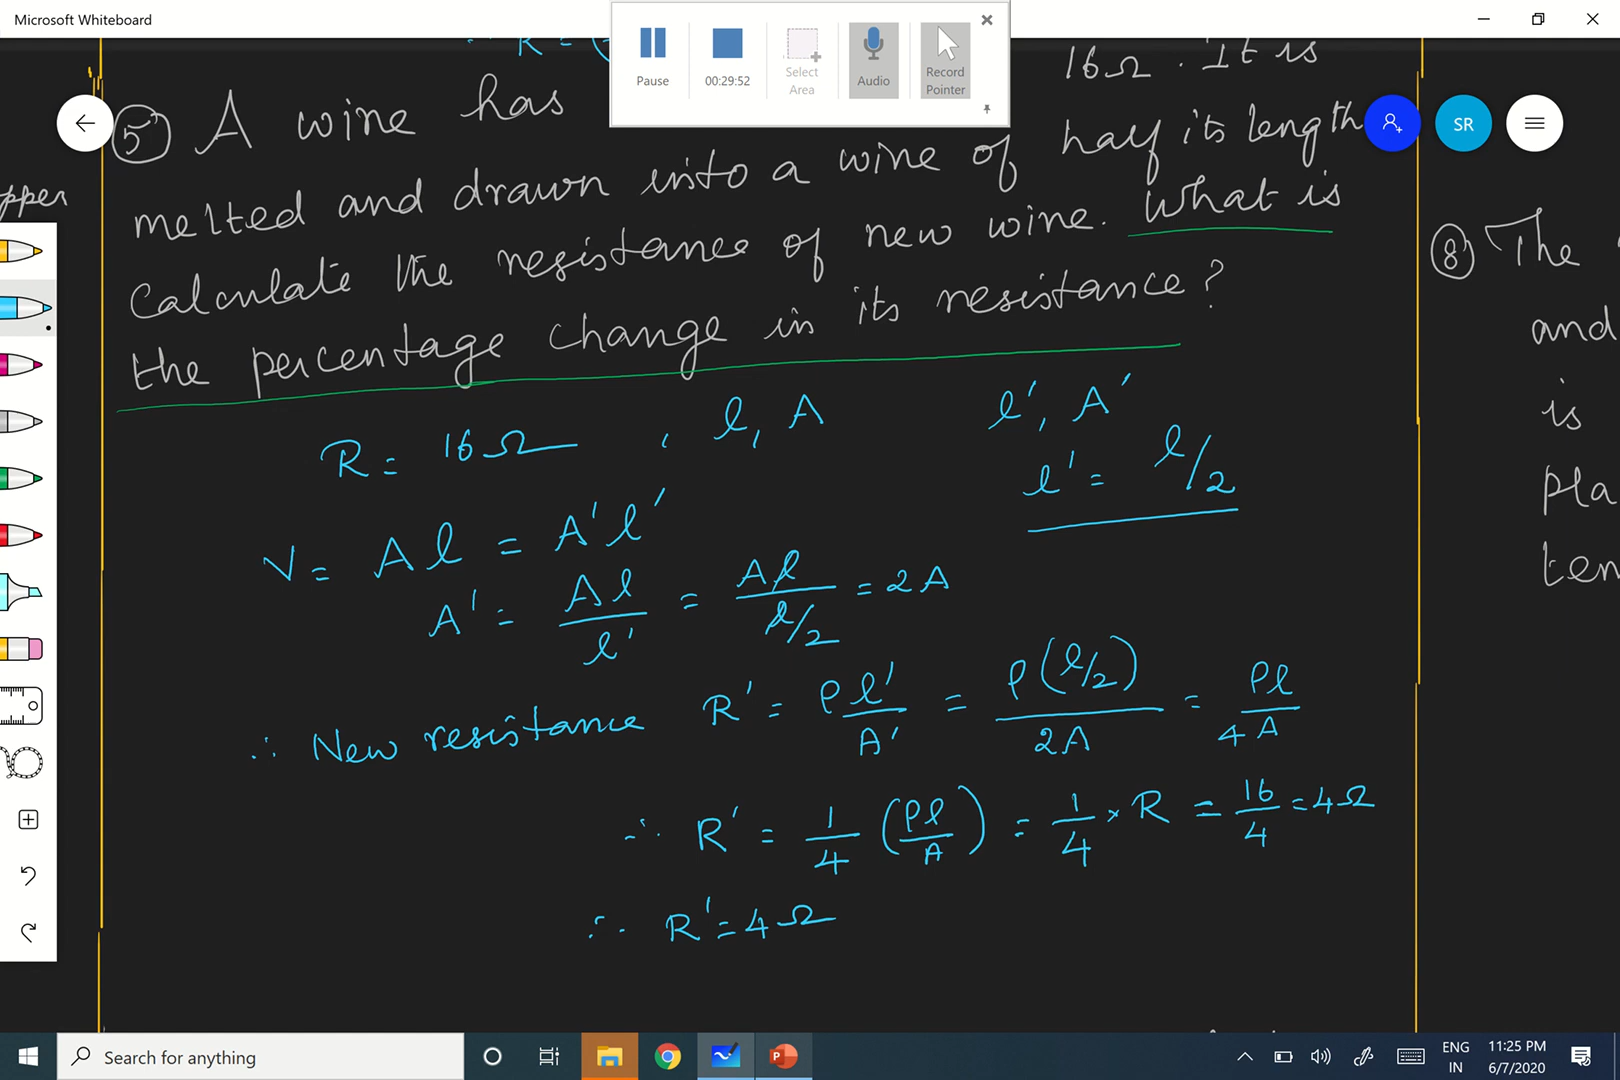 Microsoft Whiteboard
Pause
00:29:52
Select Area
Audio
Record Pointer
R = (
16Ω. It is
(5) A wire has
melted and drawn into a wire of half its length
Calculate the resistance of new wire. What is
the percentage change in its resistance?
R = 16Ω , l, A l', A'
l' = l/2
V = Al = A'l'
A' = Al/l' = Al/l/2 = 2A
∴ New resistance R' = ρl'/A' = ρ(l/2)/2A = ρl/4A
∴ R' = 1/4 (ρl/A) = 1/4 × R = 16/4 = 4Ω
∴ R' = 4Ω
pper
SR
(8) The
and
is
pla
ten
Search for anything
ENG
IN
11:25 PM
6/7/2020